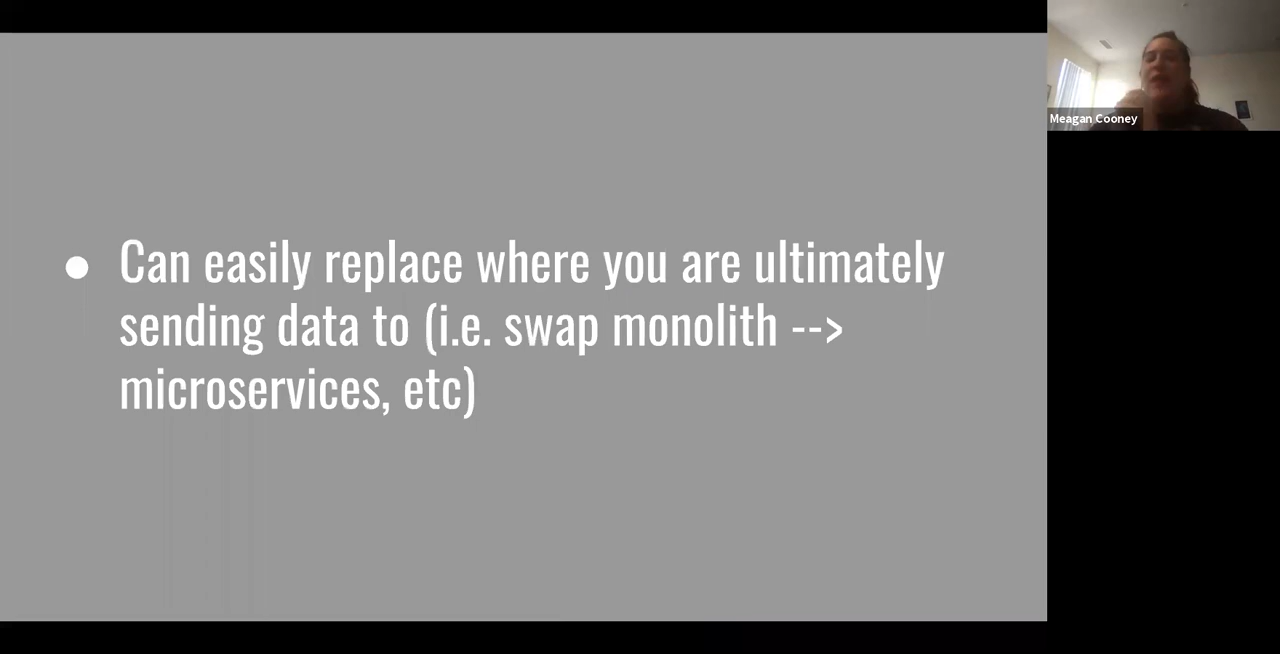 ● Can easily replace where you are ultimately
sending data to (i.e. swap monolith -->
microservices, etc)
Meagan Cooney